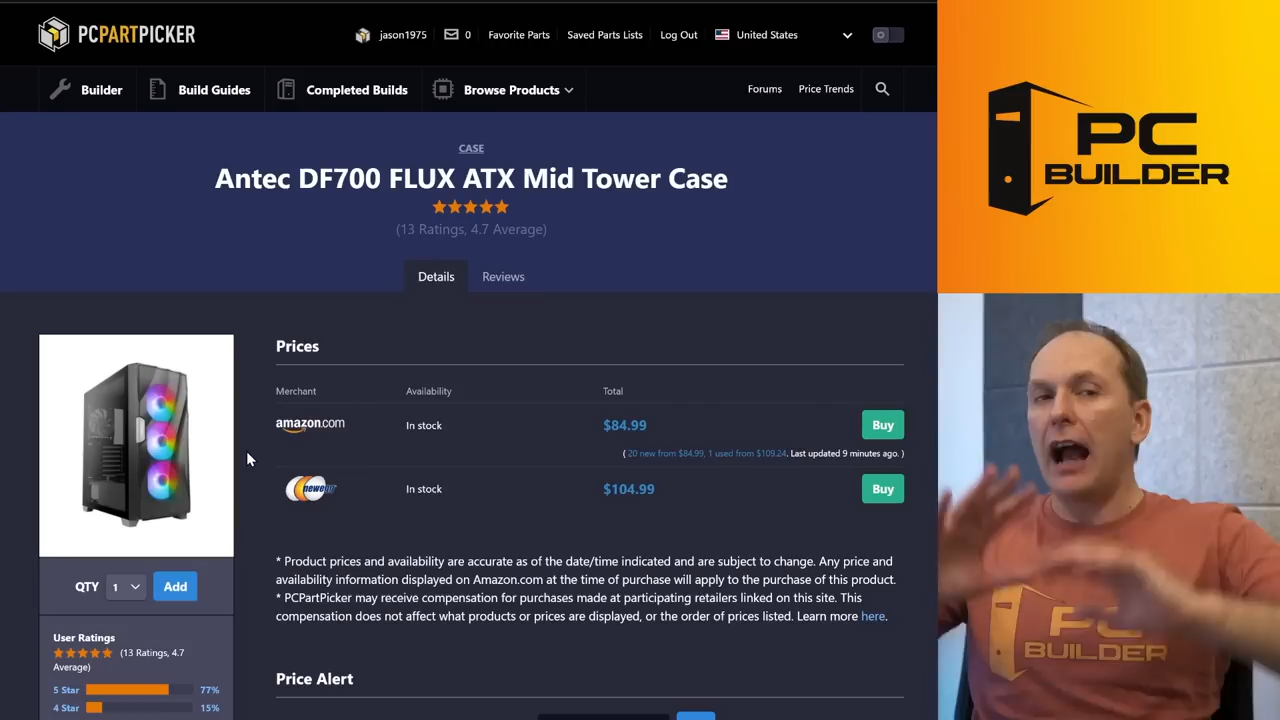 PCPARTPICKER
jason1975
0
Favorite Parts
Saved Parts Lists
Log Out
United States
Builder
Build Guides
Completed Builds
Browse Products
Forums
Price Trends
CASE
Antec DF700 FLUX ATX Mid Tower Case
(13 Ratings, 4.7 Average)
Details
Reviews
Prices
Merchant
Availability
Total
amazon.com
In stock
$84.99
Buy
( 20 new from $84.99, 1 used from $109.24. Last updated 9 minutes ago. )
newegg
In stock
$104.99
Buy
* Product prices and availability are accurate as of the date/time indicated and are subject to change. Any price and
availability information displayed on Amazon.com at the time of purchase will apply to the purchase of this product.
* PCPartPicker may receive compensation for purchases made at participating retailers linked on this site. This
compensation does not affect what products or prices are displayed, or the order of prices listed. Learn more here.
QTY
1
Add
User Ratings
(13 Ratings, 4.7
Average)
5 Star
77%
4 Star
15%
Price Alert
PC
BUILDER
PC
BUILDER